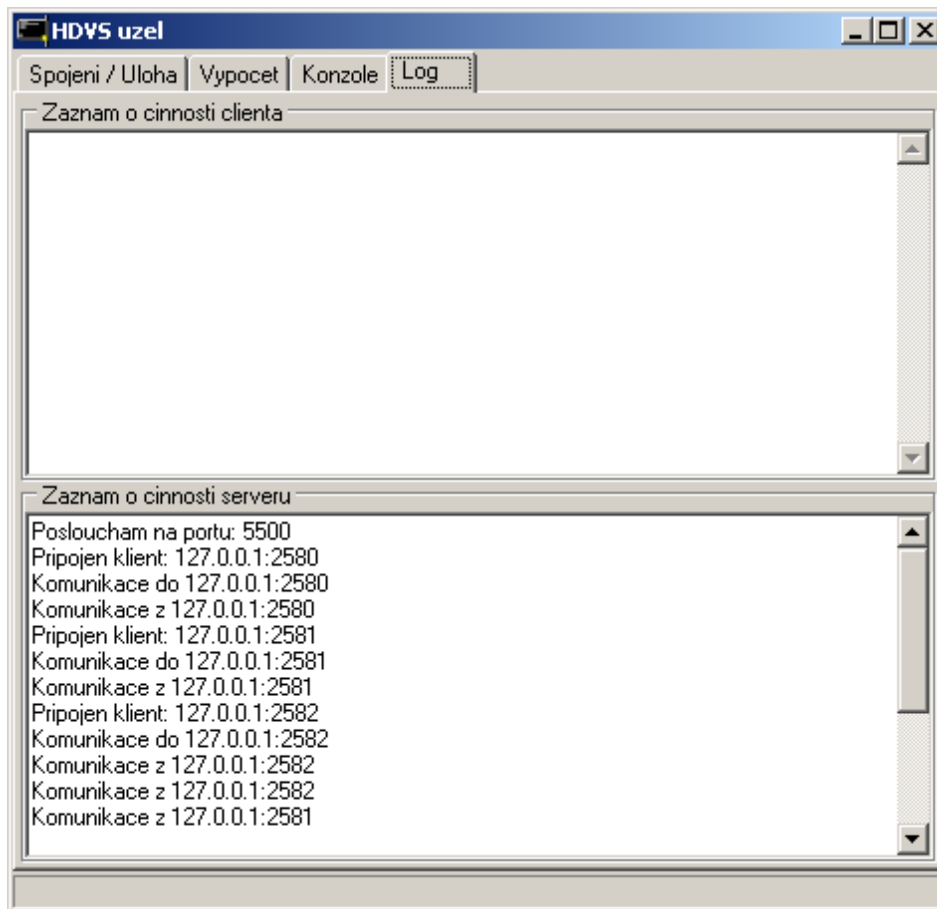 HDVS uzel
Spojeni / Uloha Vypocet Konzole Log
Zaznam o cinnosti clienta
Zaznam o cinnosti serveru
Posloucham na portu: 5500
Pripojen klient: 127.0.0.1:2580
Komunikace do 127.0.0.1:2580
Komunikace z 127.0.0.1:2580
Pripojen klient: 127.0.0.1:2581
Komunikace do 127.0.0.1:2581
Komunikace z 127.0.0.1:2581
Pripojen klient: 127.0.0.1:2582
Komunikace do 127.0.0.1:2582
Komunikace z 127.0.0.1:2582
Komunikace z 127.0.0.1:2582
Komunikace z 127.0.0.1:2581